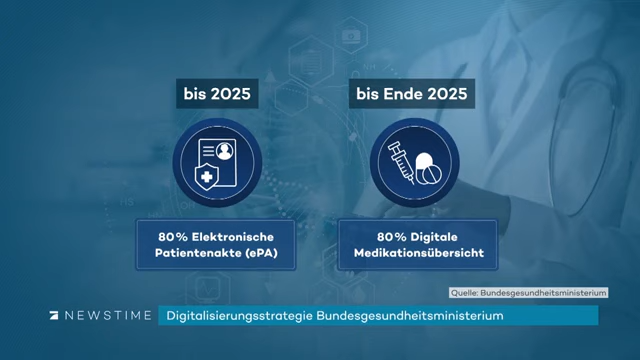 bis 2025
bis Ende 2025
80% Elektronische
Patientenakte (ePA)
80% Digitale
Medikationsübersicht
Quelle: Bundesgesundheitsministerium
NEWSTIME
Digitalisierungsstrategie Bundesgesundheitsministerium